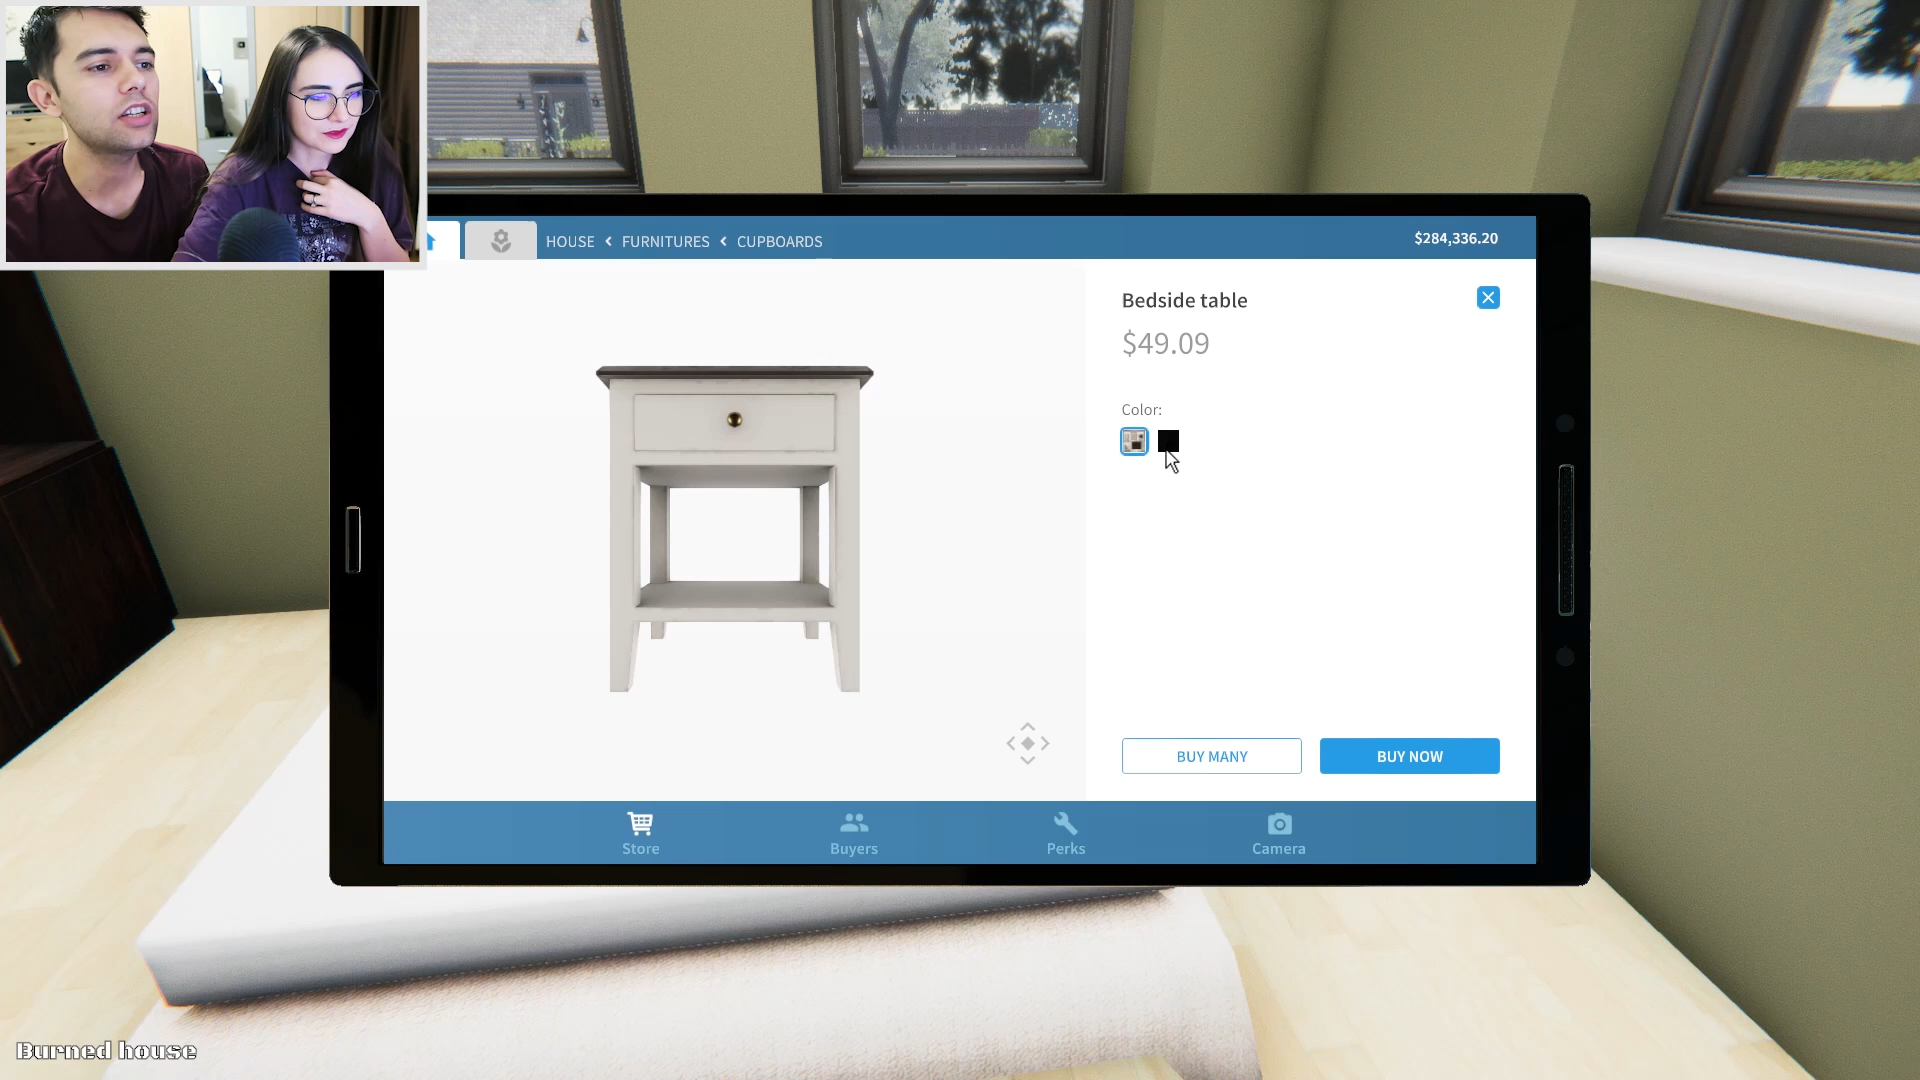 HOUSE < FURNITURES < CUPBOARDS
$284,336.20
Bedside table
$49.09
Color:
BUY MANY
BUY NOW
Store
Buyers
Perks
Camera
Burned house